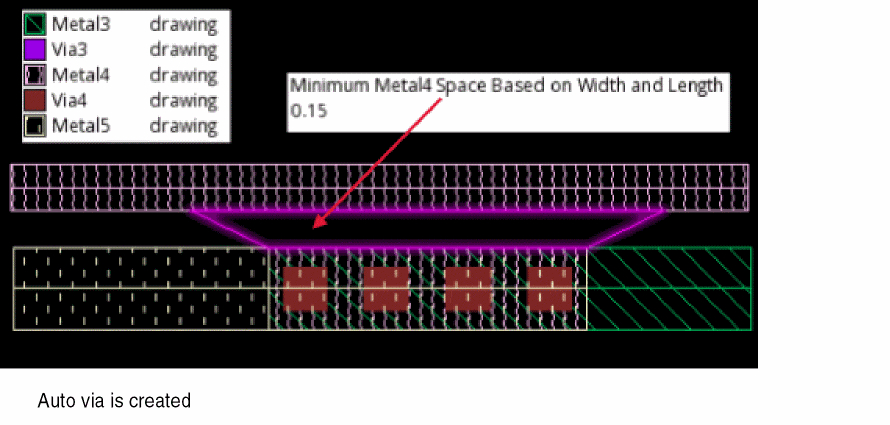 Metal3 drawing
Via3 drawing
Metal4 drawing
Via4 drawing
Metal5 drawing
Minimum Metal4 Space Based on Width and Length
0.15
Auto via is created